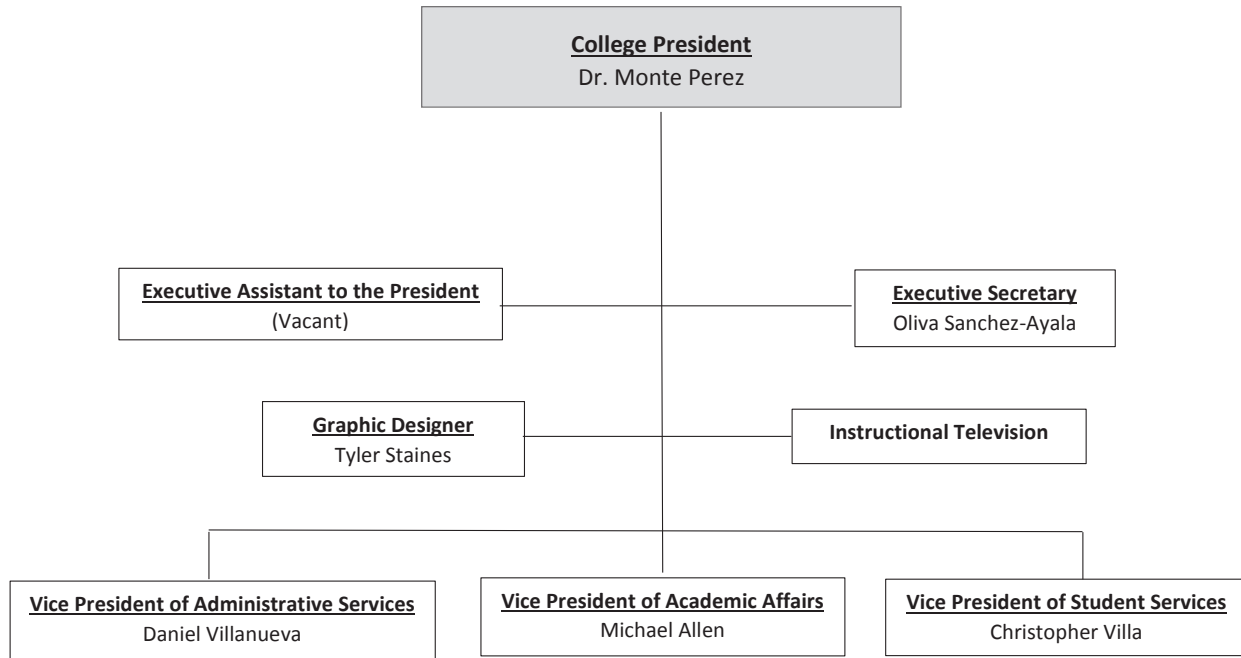 College President
Dr. Monte Perez
Executive Assistant to the President
(Vacant)
Executive Secretary
Oliva Sanchez-Ayala
Graphic Designer
Tyler Staines
Instructional Television
Vice President of Administrative Services
Daniel Villanueva
Vice President of Academic Affairs
Michael Allen
Vice President of Student Services
Christopher Villa